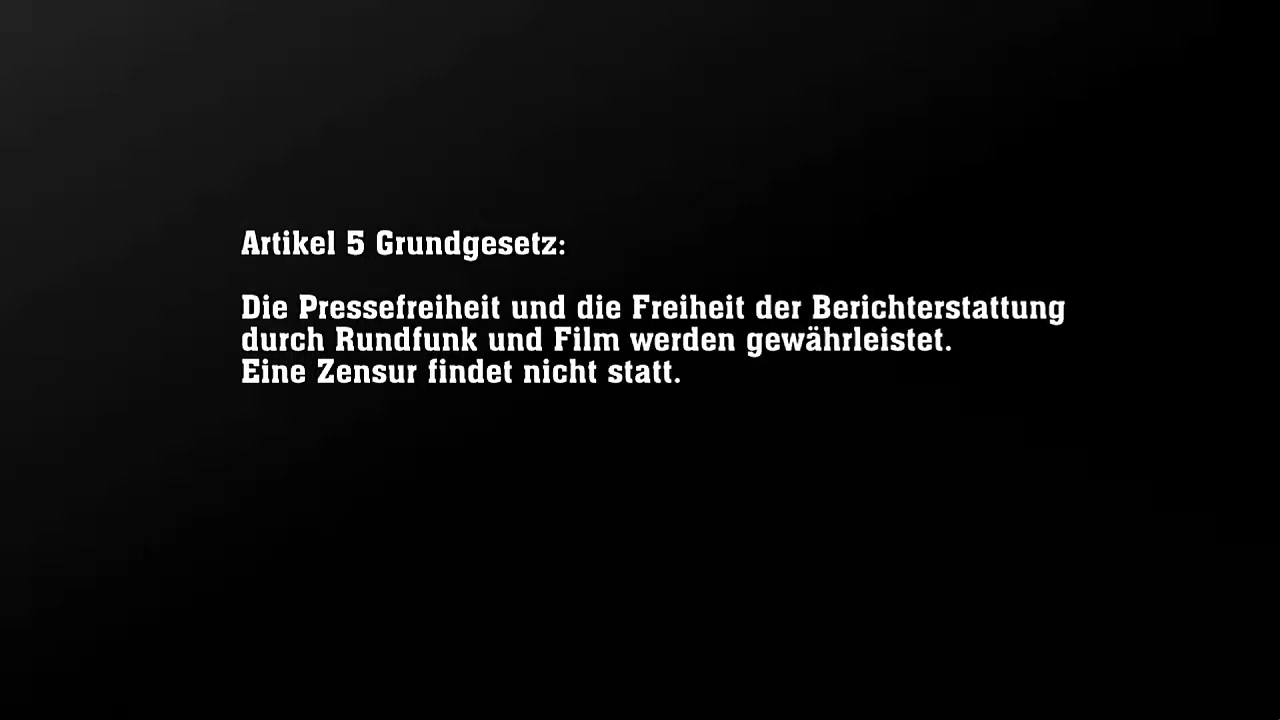 Artikel 5 Grundgesetz:
Die Pressefreiheit und die Freiheit der Berichterstattung
durch Rundfunk und Film werden gewährleistet.
Eine Zensur findet nicht statt.